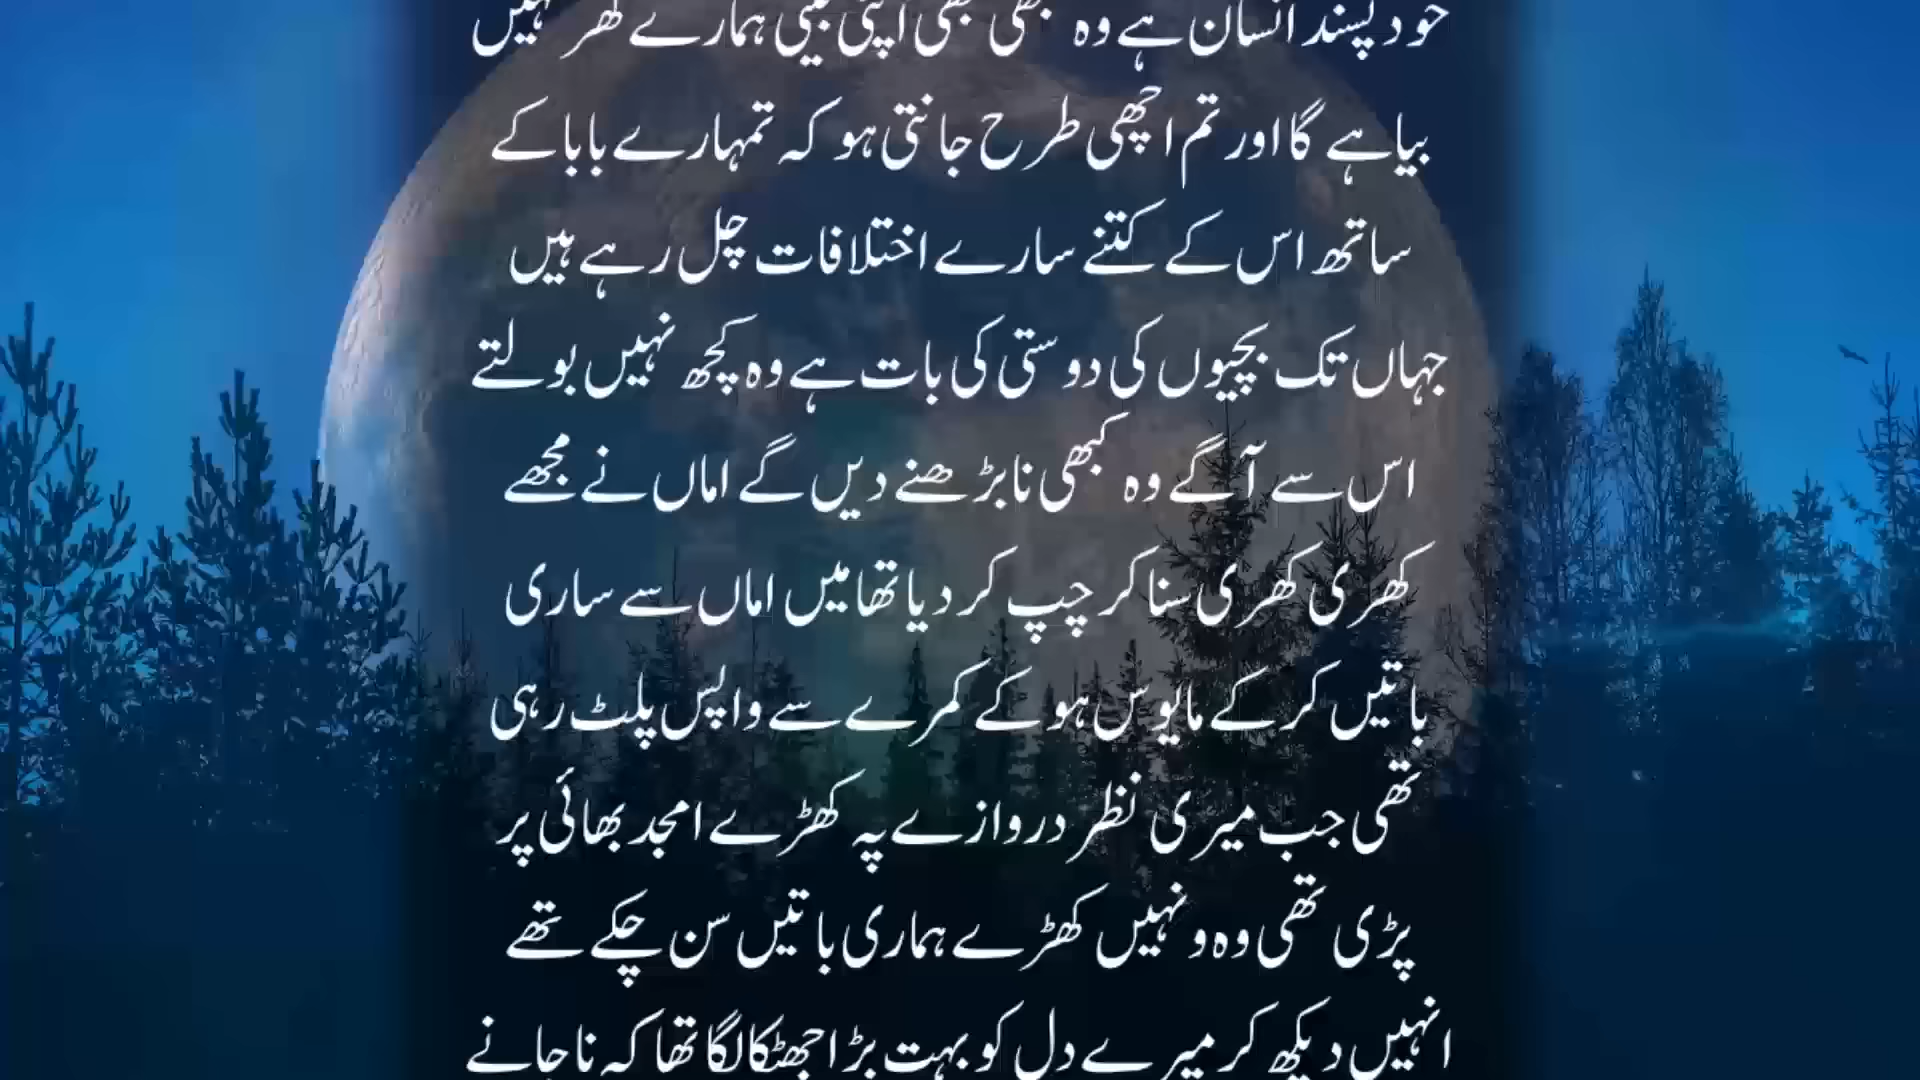 خود پسند انسان ہے وہ کبھی بھی اپنی بیٹی ہمارے گھر نہیں
بیاہے گا اور تم اچھی طرح جانتی ہو کہ تمہارے بابا کے
ساتھ اس کے کتنے سارے اختلافات چل رہے ہیں
جہاں تک بچیوں کی دوستی کی بات ہے وہ کچھ نہیں بولتے
اس سے آگے وہ کبھی نا بڑھنے دیں گے اماں نے مجھے
کھری کھری سنا کر چپ کر دیا تھا میں اماں سے ساری
باتیں کر کے مایوس ہو کے کمرے سے واپس پلٹ رہی
تھی جب میری نظر دروازے پہ کھڑے امجد بھائی پر
پڑی تھی وہ ونہیں کھڑے ہماری باتیں سن چکے تھے
انہیں دیکھ کر میرے دل کو بہت بڑا جھٹکا لگا تھا کہ نا جانے